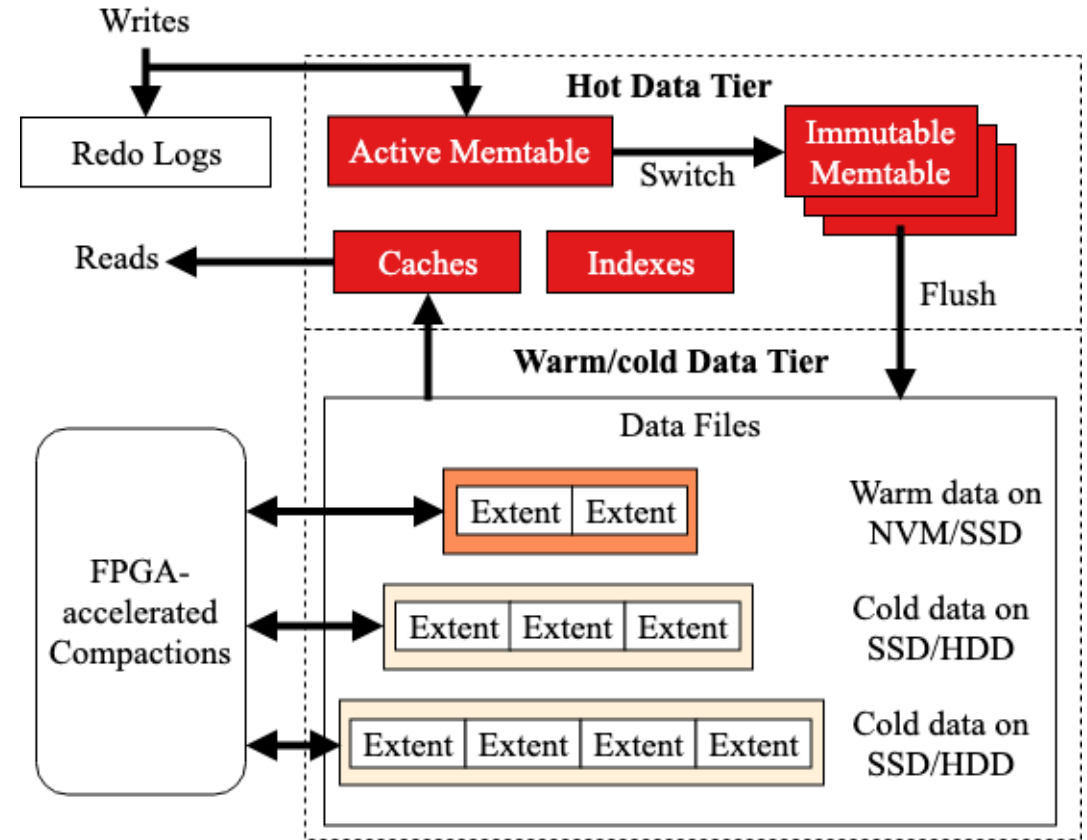 Writes
Hot Data Tier
Redo Logs
Active Memtable
Switch
Immutable
Memtable
Reads
Caches
Indexes
Flush
Warm/cold Data Tier
Data Files
Extent Extent
Warm data on
NVM/SSD
FPGA-
accelerated
Compactions
Extent Extent Extent
Cold data on
SSD/HDD
Extent Extent Extent Extent
Cold data on
SSD/HDD